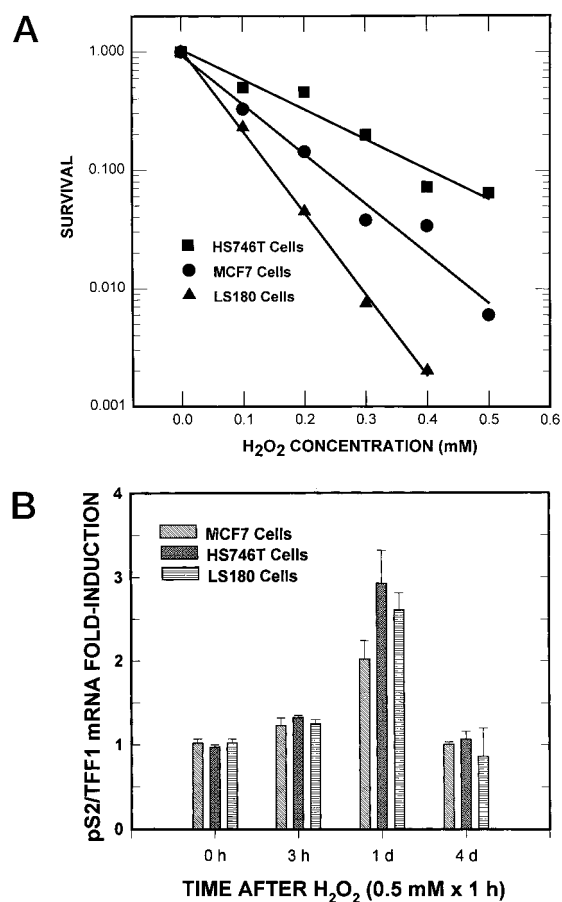 A
SURVIVAL
1.000
0.100
0.010
0.001
HS746T Cells
MCF7 Cells
LS180 Cells
0.0 0.1 0.2 0.3 0.4 0.5 0.6
H₂O₂ CONCENTRATION (mM)
B
pS2/TFF1 mRNA FOLD-INDUCTION
4
3
2
1
0
MCF7 Cells
HS746T Cells
LS180 Cells
0 h 3 h 1 d 4d
TIME AFTER H₂O₂ (0.5 mM x 1 h)